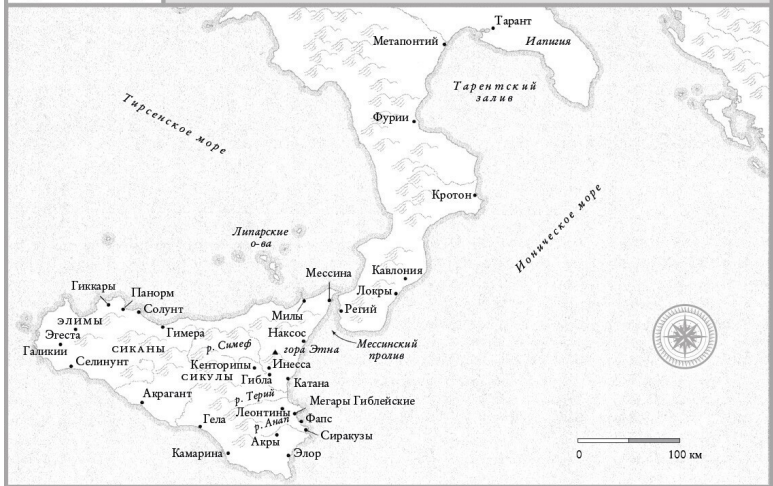 Тарант
Метапонтий
Иапигия
Тарентский
залив
Тирсенское море
Фурии
Кротон
Ионическое море
Липарские
о-ва
Мессина
Кавлония
Локры
Регий
Гиккары
Панорм
Солунт
Милы
Гимера
ЭЛИМЫ
Эгеста
Галикии
Селинунт
СИКАНЫ
р. Симеф
Наксос
гора Этна
Мессинский
пролив
Кенторипы
Инесса
СИКУЛЫ
Гибла
Катана
Акрагант
р. Терий
Мегары Гиблейские
Леонтины
Гела
р. Анап
Фапс
Сиракузы
Акры
Камарина
Элор
0
100 км